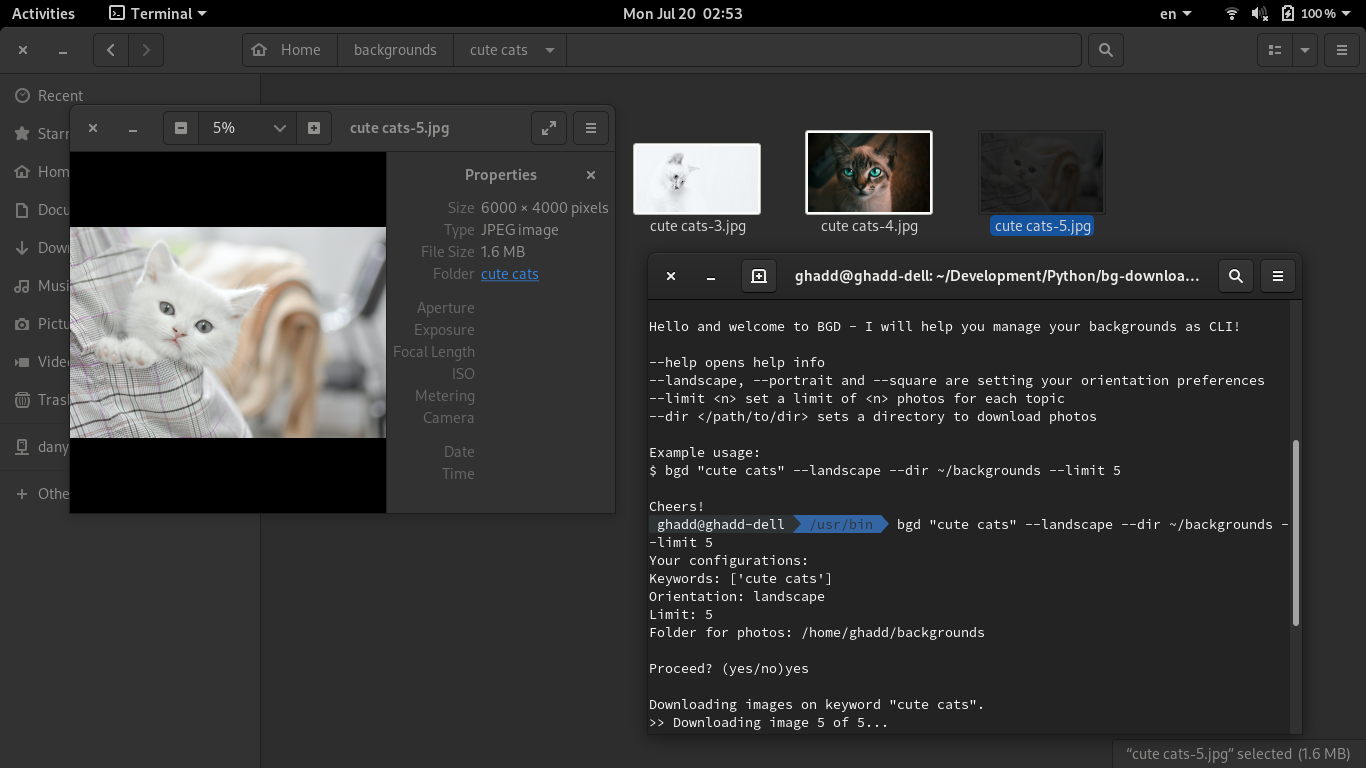 Activities
Terminal
Mon Jul 20 02:53
en
100 %
Home
backgrounds
cute cats
Recent
Starr
Hom
Docu
Dow
Musi
Pictu
Video
Trash
dany
Othe
5%
cute cats-5.jpg
Properties
Size 6000 × 4000 pixels
Type JPEG image
File Size 1.6 MB
Folder cute cats
Aperture
Exposure
Focal Length
ISO
Metering
Camera
Date
Time
cute cats-3.jpg
cute cats-4.jpg
cute cats-5.jpg
ghadd@ghadd-dell: ~/Development/Python/bg-downloa...
Hello and welcome to BGD - I will help you manage your backgrounds as CLI!
--help opens help info
--landscape, --portrait and --square are setting your orientation preferences
--limit <n> set a limit of <n> photos for each topic
--dir </path/to/dir> sets a directory to download photos
Example usage:
$ bgd "cute cats" --landscape --dir ~/backgrounds --limit 5
Cheers!
ghadd@ghadd-dell /usr/bin bgd "cute cats" --landscape --dir ~/backgrounds -
-limit 5
Your configurations:
Keywords: ['cute cats']
Orientation: landscape
Limit: 5
Folder for photos: /home/ghadd/backgrounds
Proceed? (yes/no)yes
Downloading images on keyword "cute cats".
>> Downloading image 5 of 5...
"cute cats-5.jpg" selected (1.6 MB)